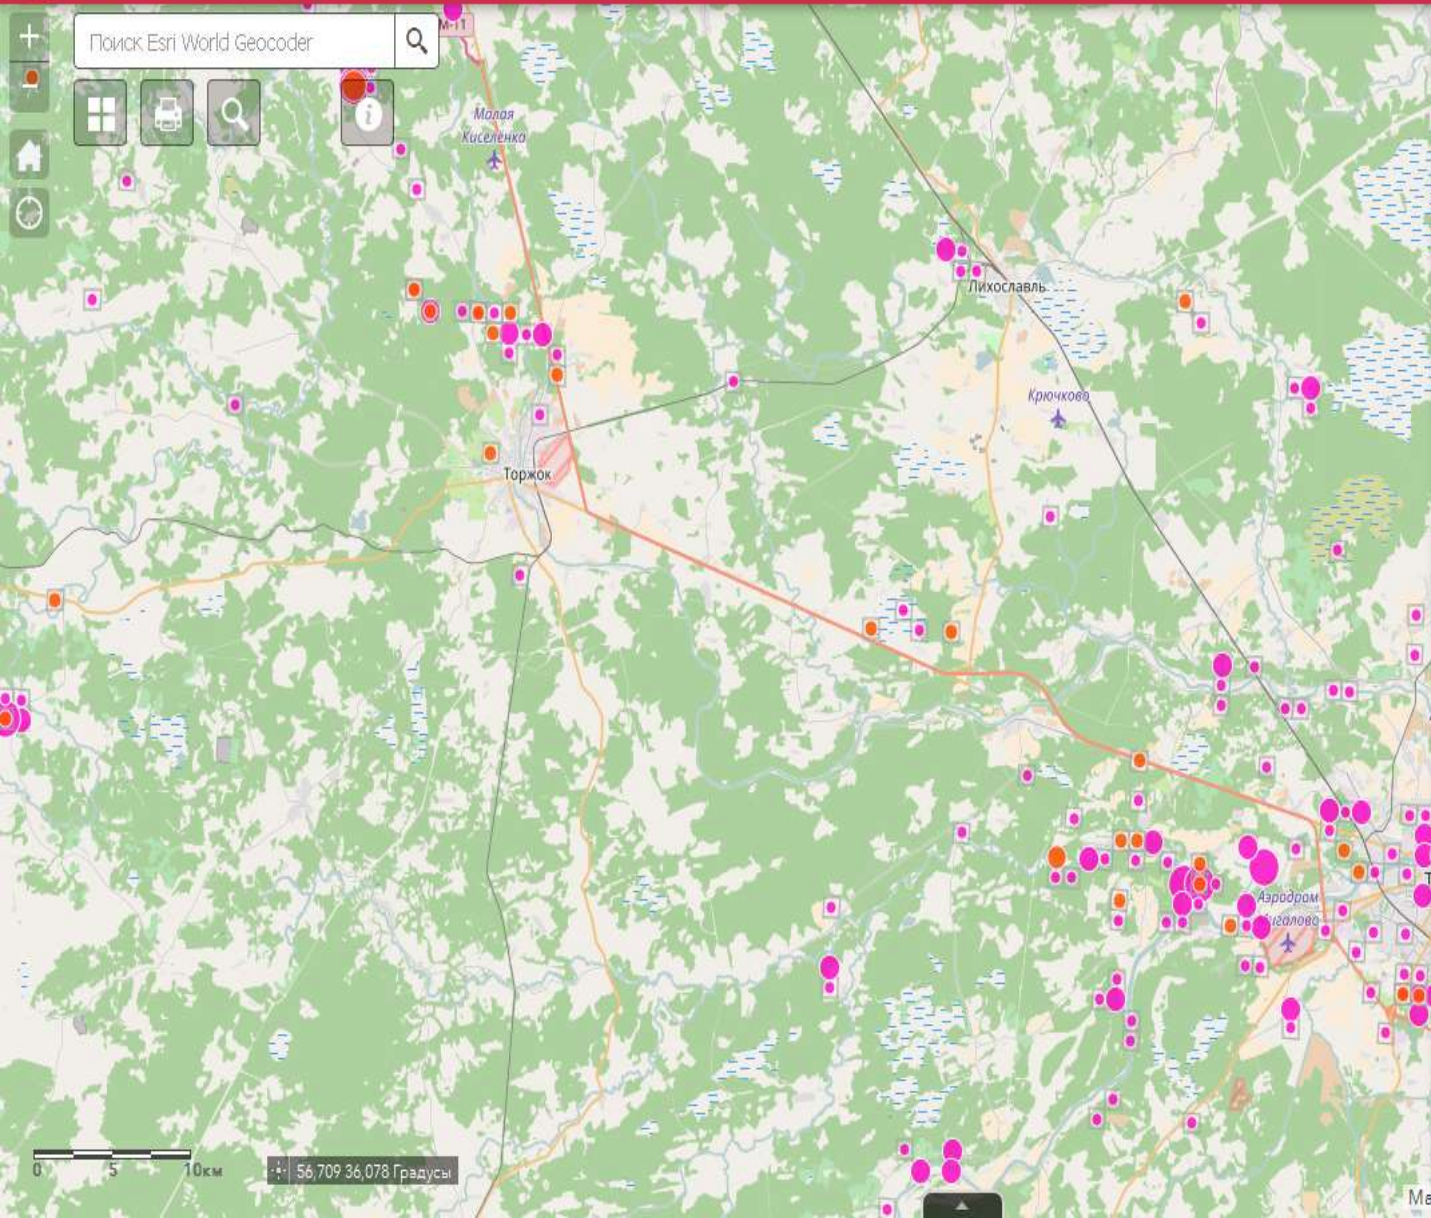 М-11
Поиск Esri World Geocoder
Малая
Киселенка
Лихославль
Крючково
Торжок
Аэродром
0 5 10км
56,709 36,078 Градусы